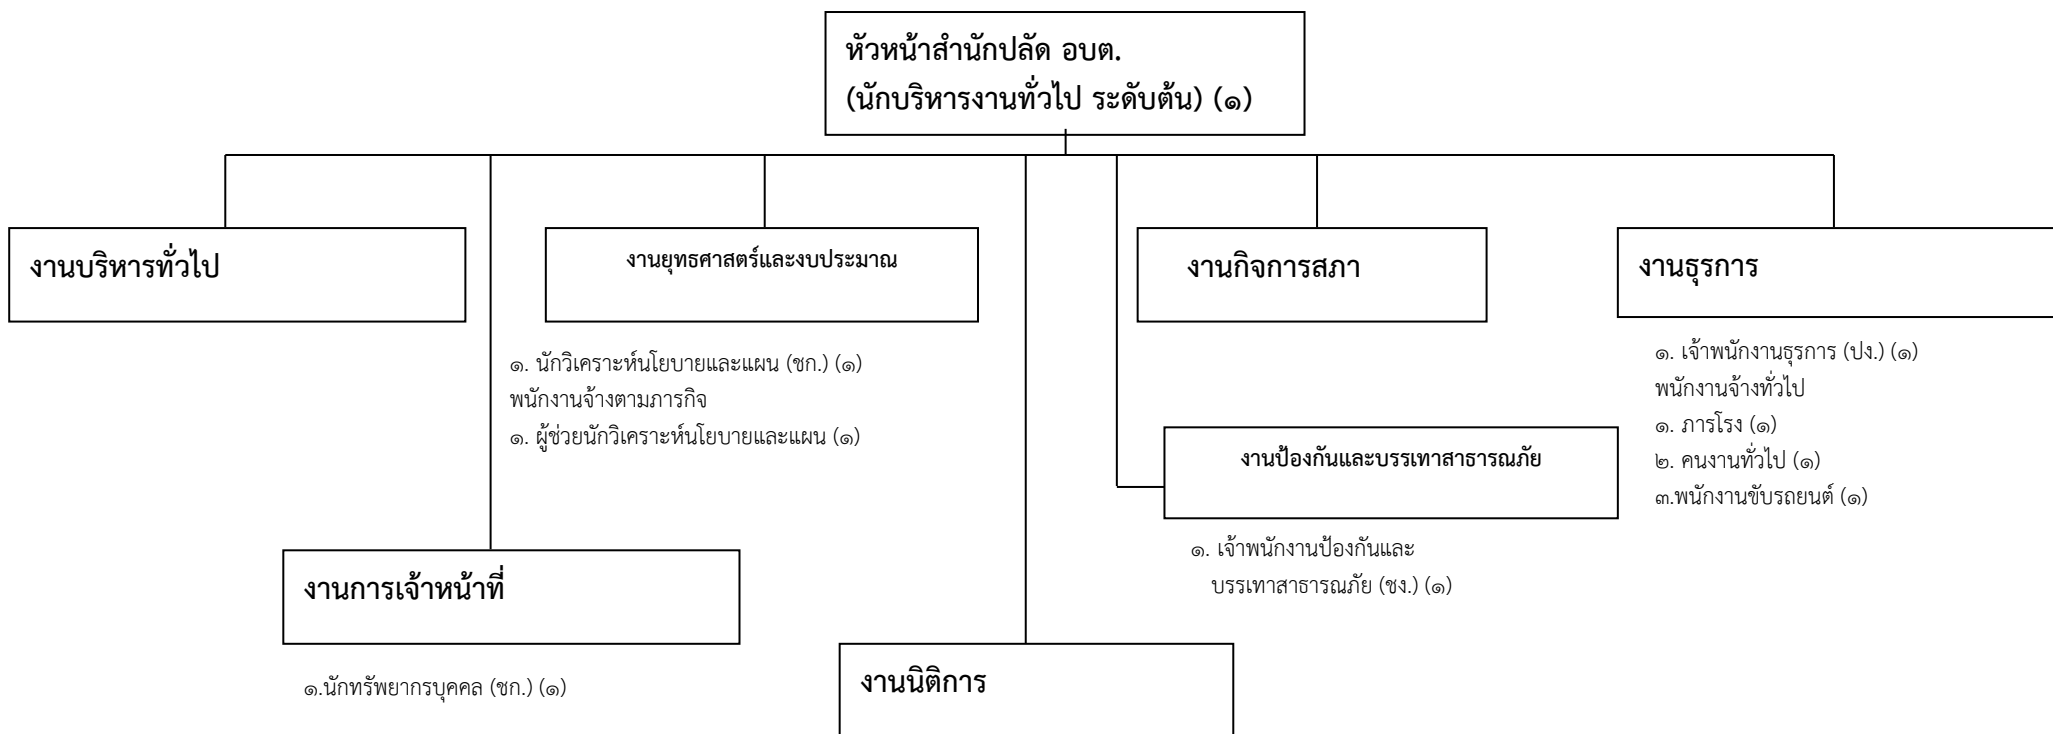 หัวหน้าสำนักปลัด อบต.
(นักบริหารงานทั่วไป ระดับต้น) (๑)
งานบริหารทั่วไป
งานยุทธศาสตร์และงบประมาณ
งานกิจการสภา
งานธุรการ
๑. นักวิเคราะห์นโยบายและแผน (ชก.) (๑)
พนักงานจ้างตามภารกิจ
๑. ผู้ช่วยนักวิเคราะห์นโยบายและแผน (๑)
๑. เจ้าพนักงานธุรการ (ปง.) (๑)
พนักงานจ้างทั่วไป
๑. ภารโรง (๑)
๒. คนงานทั่วไป (๑)
๓.พนักงานขับรถยนต์ (๑)
งานป้องกันและบรรเทาสาธารณภัย
๑. เจ้าพนักงานป้องกันและ
บรรเทาสาธารณภัย (ชง.) (๑)
งานการเจ้าหน้าที่
๑.นักทรัพยากรบุคคล (ชก.) (๑)
งานนิติการ